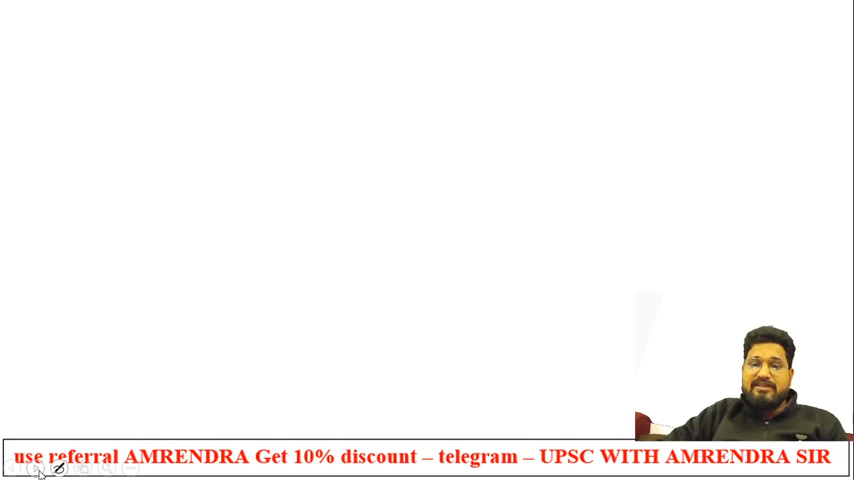 use referral AMRENDRA Get 10% discount – telegram – UPSC WITH AMRENDRA SIR